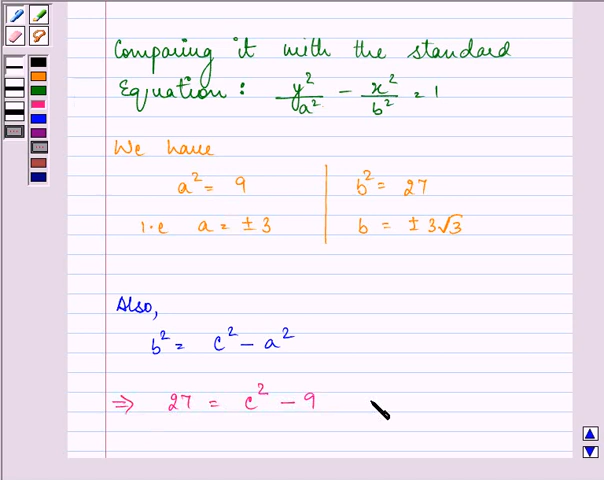 Comparing it with the standard
Equation : y²/a² - x²/b² = 1
We have
a² = 9 b² = 27
i.e a = ± 3 b = ± 3√3
Also,
b² = c² - a²
⇒ 27 = c² - 9